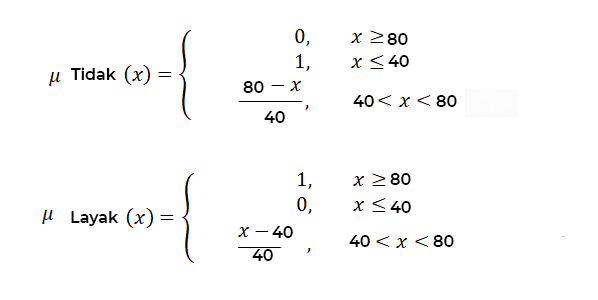 0, x ≥ 80
1, x ≤ 40
μ Tidak (x) = {
80 − x
40 , 40 < x < 80
1, x ≥ 80
0, x ≤ 40
μ Layak (x) = {
x − 40
40 , 40 < x < 80